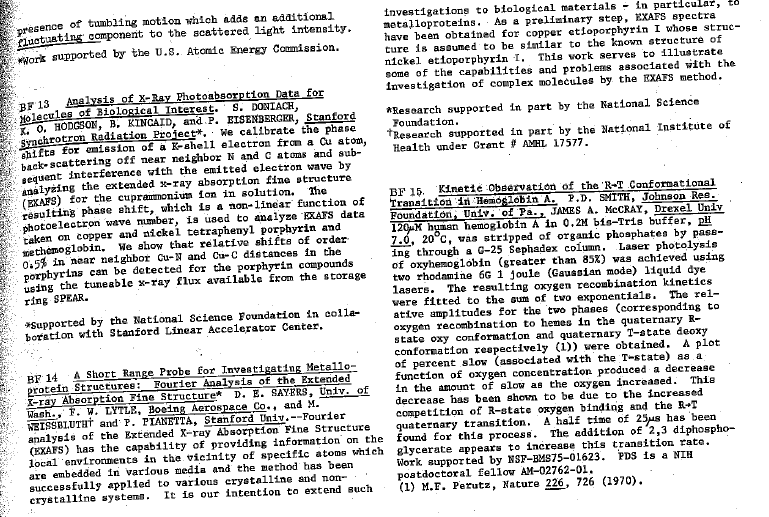 presence of tumbling motion which adds an additional
fluctuating component to the scattered light intensity.
*Work supported by the U.S. Atomic Energy Commission.
BF 13 Analysis of X-Ray Photoabsorption Data for
Molecules of Biological Interest. S. DONIACH,
K. O. HODGSON, B. KINCAID, and P. EISENBERGER, Stanford
Synchrotron Radiation Project*. We calibrate the phase
shifts for emission of a K-shell electron from a Cu atom,
back-scattering off near neighbor N and C atoms and sub-
sequent interference with the emitted electron wave by
analyzing the extended x-ray absorption fine structure
(EXAFS) for the cuprammonium ion in solution. The
resulting phase shift, which is a non-linear function of
photoelectron wave number, is used to analyze EXAFS data
taken on copper and nickel tetraphenyl porphyrin and
methemoglobin. We show that relative shifts of order
0.5% in near neighbor Cu-N and Cu-C distances in the
porphyrins can be detected for the porphyrin compounds
using the tuneable x-ray flux available from the storage
ring SPEAR.
*Supported by the National Science Foundation in colla-
boration with Stanford Linear Accelerator Center.
BF 14 A Short Range Probe for Investigating Metallo-
protein Structures: Fourier Analysis of the Extended
X-ray Absorption Fine Structure* D. E. SAYERS, Univ. of
Wash., F. W. LYTLE, Boeing Aerospace Co., and M.
WEISSBLUTH† and P. PIANETTA, Stanford Univ.--Fourier
analysis of the Extended X-ray Absorption Fine Structure
(EXAFS) has the capability of providing information on the
local environments in the vicinity of specific atoms which
are embedded in various media and the method has been
successfully applied to various crystalline and non-
crystalline systems. It is our intention to extend such
investigations to biological materials - in particular, to
metalloproteins. As a preliminary step, EXAFS spectra
have been obtained for copper etioporphyrin I whose struc-
ture is assumed to be similar to the known structure of
nickel etioporphyrin I. This work serves to illustrate
some of the capabilities and problems associated with the
investigation of complex molecules by the EXAFS method.
*Research supported in part by the National Science
Foundation.
†Research supported in part by the National Institute of
Health under Grant # AMHL 17577.
BF 15 Kinetic Observation of the R→T Conformational
Transition in Hemoglobin A. P.D. SMITH, Johnson Res.
Foundation, Univ. of Pa., JAMES A. McCRAY, Drexel Univ
120μM human hemoglobin A in 0.2M bis-Tris buffer, pH
7.0, 20°C, was stripped of organic phosphates by pass-
ing through a G-25 Sephadex column. Laser photolysis
of oxyhemoglobin (greater than 85%) was achieved using
two rhodamine 6G 1 joule (Gaussian mode) liquid dye
lasers. The resulting oxygen recombination kinetics
were fitted to the sum of two exponentials. The rel-
ative amplitudes for the two phases (corresponding to
oxygen recombination to hemes in the quaternary R-
state oxy conformation and quaternary T-state deoxy
conformation respectively (1)) were obtained. A plot
of percent slow (associated with the T-state) as a
function of oxygen concentration produced a decrease
in the amount of slow as the oxygen increased. This
decrease has been shown to be due to the increased
competition of R-state oxygen binding and the R→T
quaternary transition. A half time of 25μs has been
found for this process. The addition of 2,3 diphospho-
glycerate appears to increase this transition rate.
Work supported by NSF-BMS75-01623. PDS is a NIH
postdoctoral fellow AM-02762-01.
(1) M.F. Perutz, Nature 226, 726 (1970).